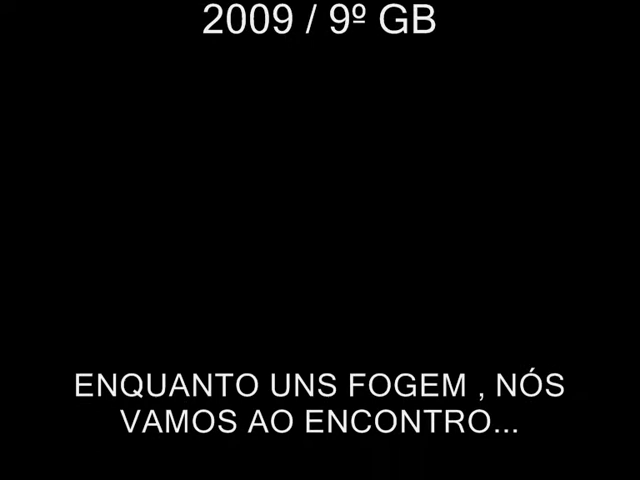 2009 / 9º GB
ENQUANTO UNS FOGEM , NÓS
VAMOS AO ENCONTRO...